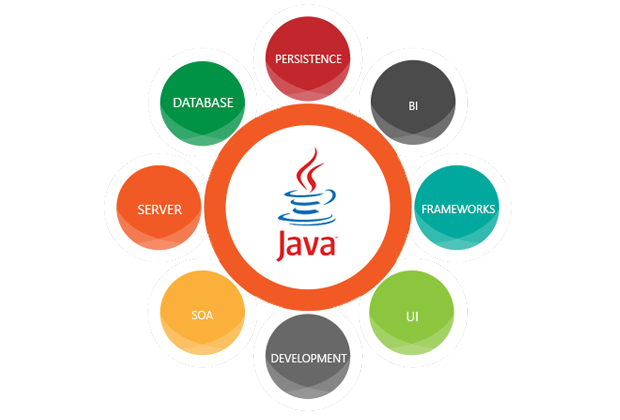 PERSISTENCE
DATABASE
BI
SERVER
FRAMEWORKS
Java
SOA
UI
DEVELOPMENT